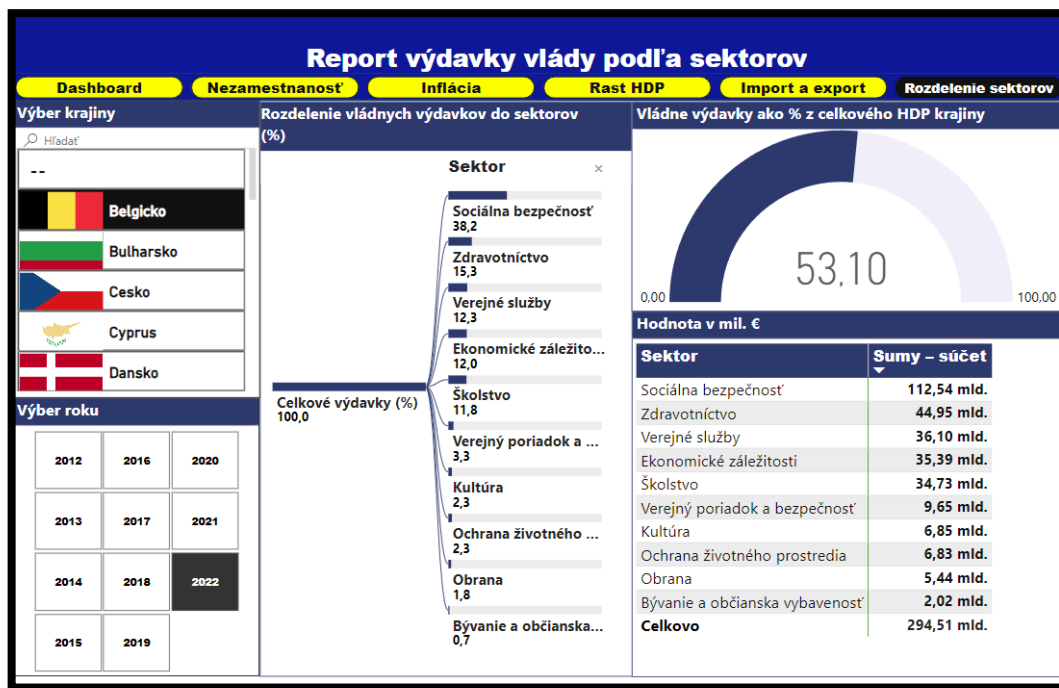 Report výdavky vlády podľa sektorov
Dashboard
Nezamestnanosť
Inflácia
Rast HDP
Import a export
Rozdelenie sektorov
Výber krajiny
Hľadať
--
Belgicko
Bulharsko
Cesko
Cyprus
Dansko
Výber roku
2012 2016 2020
2013 2017 2021
2014 2018 2022
2015 2019
Rozdelenie vládnych výdavkov do sektorov
(%)
Sektor ×
Celkové výdavky (%)
100,0
Sociálna bezpečnosť
38,2
Zdravotníctvo
15,3
Verejné služby
12,3
Ekonomické záležito...
12,0
Školstvo
11,8
Verejný poriadok a ...
3,3
Kultúra
2,3
Ochrana životného ...
2,3
Obrana
1,8
Bývanie a občianska...
0,7
Vládne výdavky ako % z celkového HDP krajiny
53,10
0,00 100,00
Hodnota v mil. €
Sektor Sumy – súčet
Sociálna bezpečnosť 112,54 mld.
Zdravotníctvo 44,95 mld.
Verejné služby 36,10 mld.
Ekonomické záležitosti 35,39 mld.
Školstvo 34,73 mld.
Verejný poriadok a bezpečnosť 9,65 mld.
Kultúra 6,85 mld.
Ochrana životného prostredia 6,83 mld.
Obrana 5,44 mld.
Bývanie a občianska vybavenosť 2,02 mld.
Celkovo 294,51 mld.